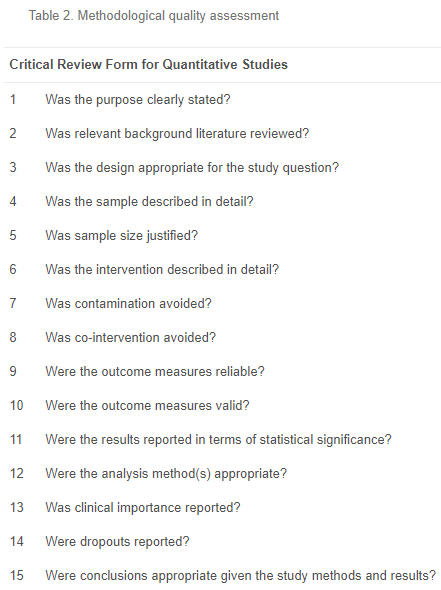 Table 2. Methodological quality assessment
Critical Review Form for Quantitative Studies
1 Was the purpose clearly stated?
2 Was relevant background literature reviewed?
3 Was the design appropriate for the study question?
4 Was the sample described in detail?
5 Was sample size justified?
6 Was the intervention described in detail?
7 Was contamination avoided?
8 Was co-intervention avoided?
9 Were the outcome measures reliable?
10 Were the outcome measures valid?
11 Were the results reported in terms of statistical significance?
12 Were the analysis method(s) appropriate?
13 Was clinical importance reported?
14 Were dropouts reported?
15 Were conclusions appropriate given the study methods and results?